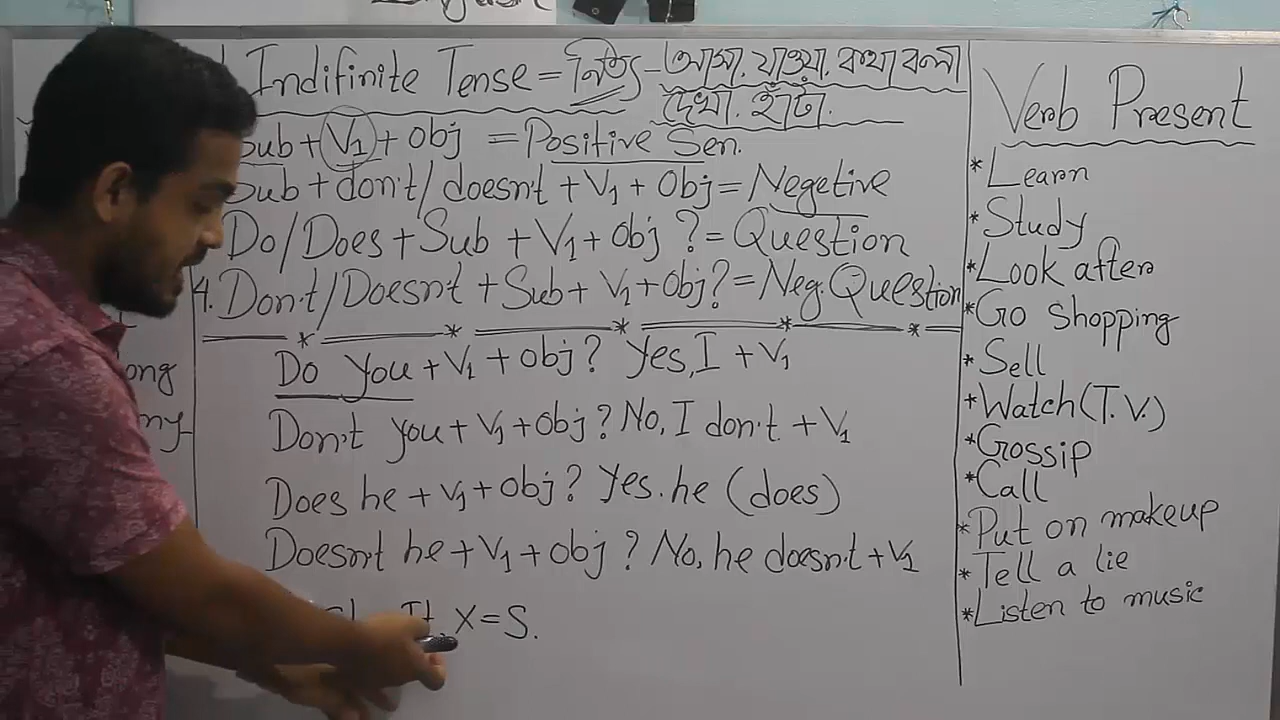 Indifinite Tense = নিত্য - আসা. যাওয়া. কথা বলা
দেখা. হাঁটা.
Sub + V1 + Obj = Positive Sen.
Sub + don't/doesn't + V1 + Obj = Negetive
Do/Does + Sub + V1 + Obj ? = Question
4. Don't/Doesn't + Sub + V1 + Obj? = Neg. Question
Do you + V1 + obj? Yes, I + V1
Don't you + V1 + Obj? No, I don't + V1
Does he + V1 + Obj? Yes. he (does)
Doesn't he + V1 + Obj? No, he doesn't + V1
It. X = S.
ong
ny
Verb Present
* Learn
* Study
* Look after
* Go shopping
* Sell
* Watch (T.V.)
* Gossip
* Call
* Put on makeup
* Tell a lie
* Listen to music